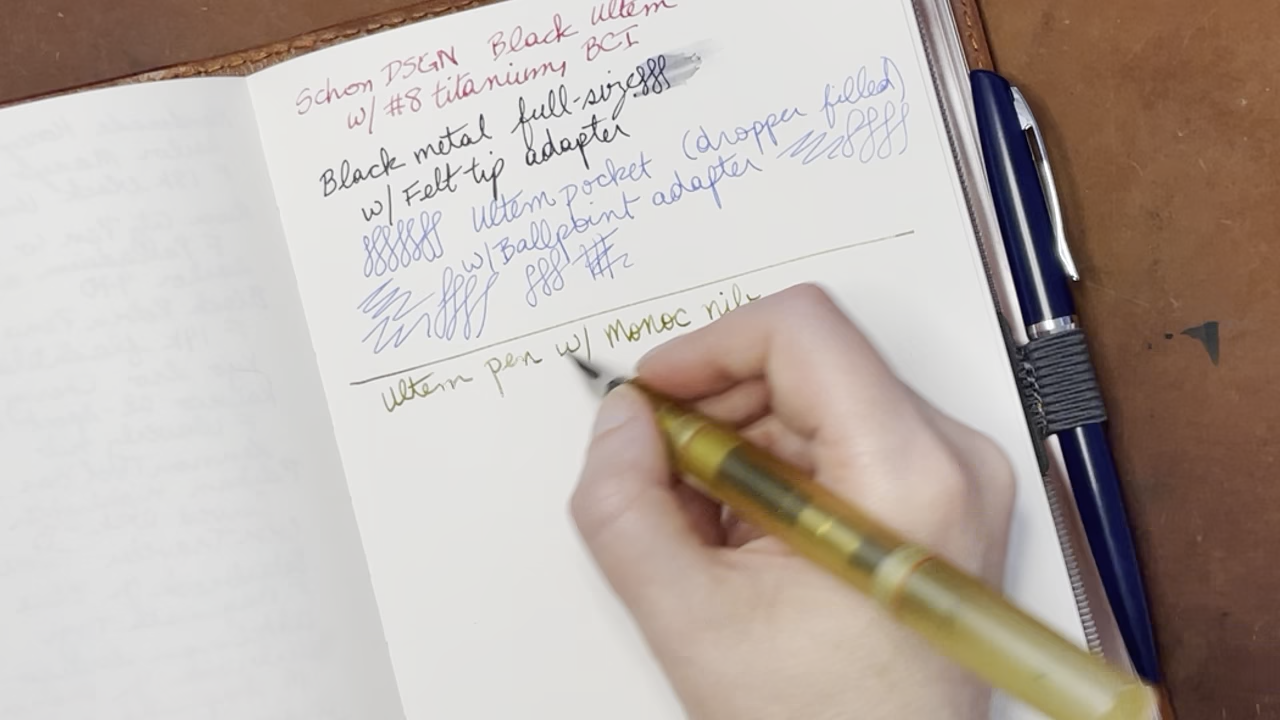 Schon DSGN Black Ultem
w/ #8 titanium, BCI
Black metal full-size
w/ Felt tip adapter
Ultem pocket (dropper filled)
w/ Ballpoint adapter
Ultem pen w/ Monoc nib